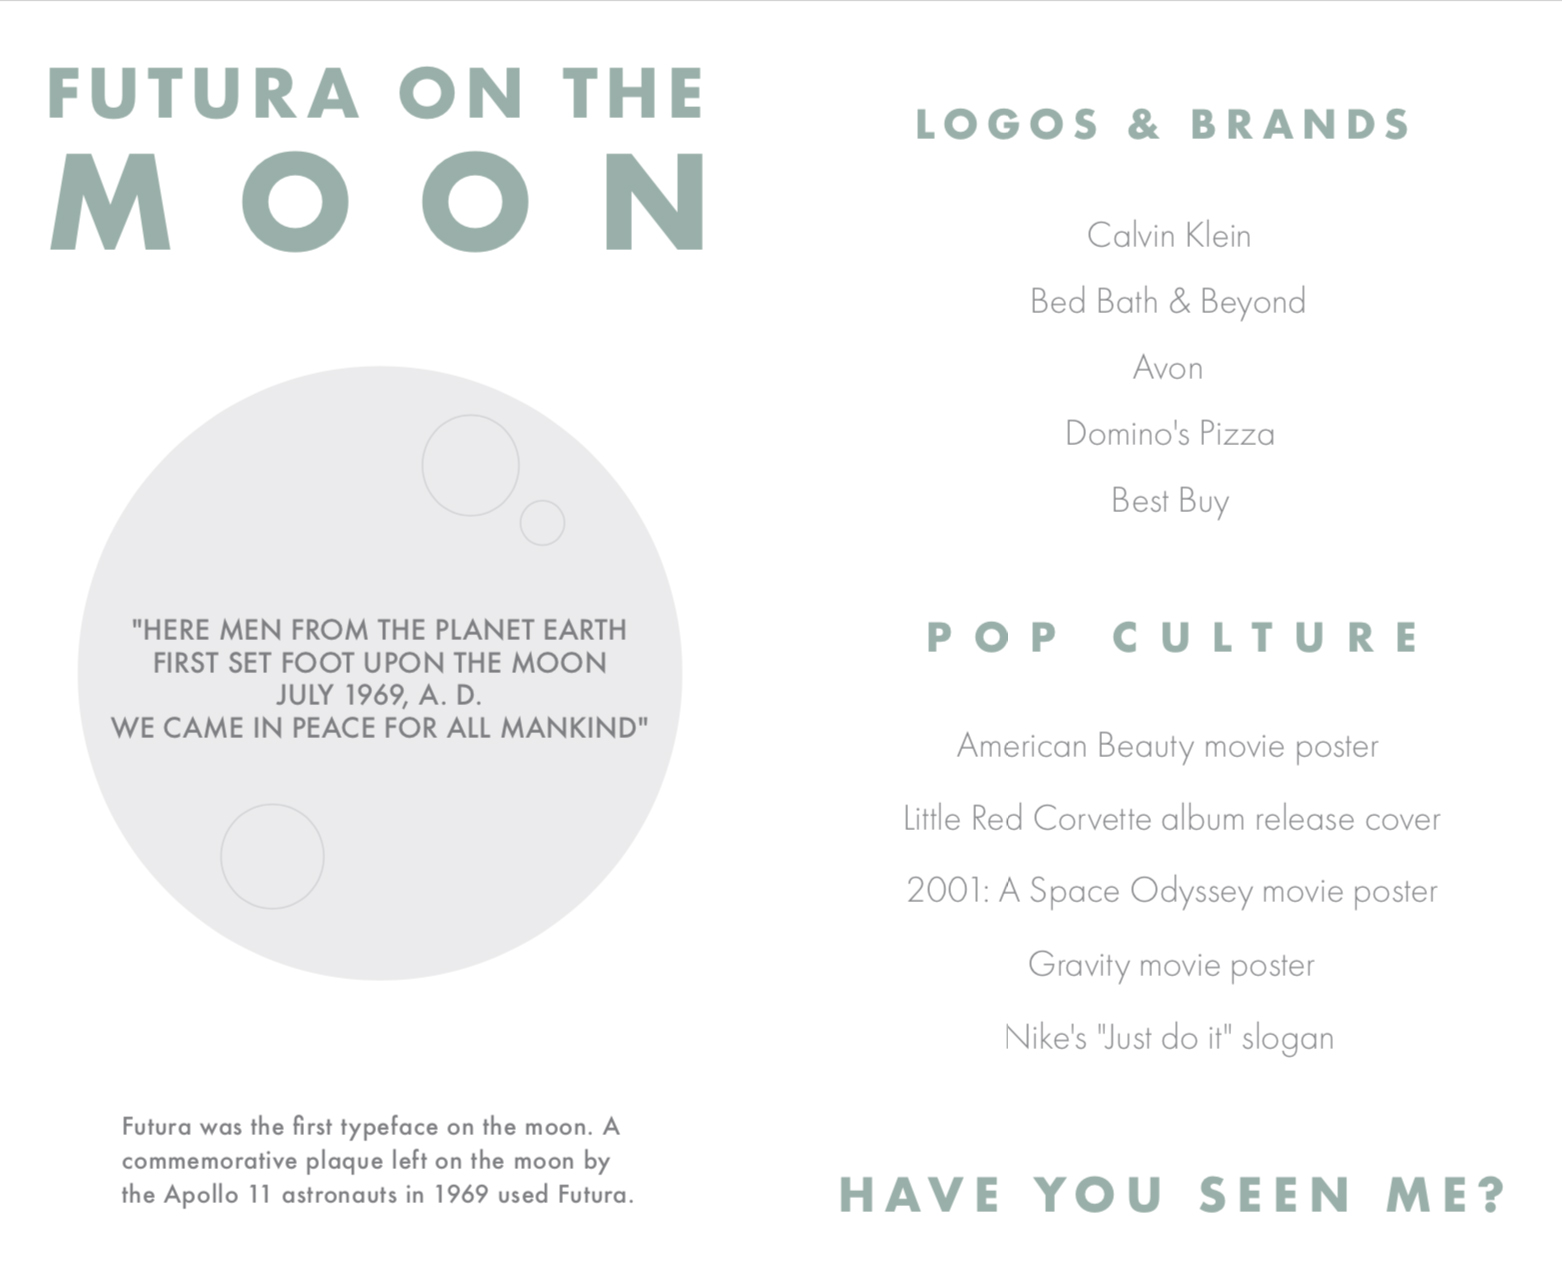 FUTURA ON THE
MOON
"HERE MEN FROM THE PLANET EARTH
FIRST SET FOOT UPON THE MOON
JULY 1969, A. D.
WE CAME IN PEACE FOR ALL MANKIND"
Futura was the first typeface on the moon. A
commemorative plaque left on the moon by
the Apollo 11 astronauts in 1969 used Futura.
LOGOS & BRANDS
Calvin Klein
Bed Bath & Beyond
Avon
Domino's Pizza
Best Buy
POP CULTURE
American Beauty movie poster
Little Red Corvette album release cover
2001: A Space Odyssey movie poster
Gravity movie poster
Nike's "Just do it" slogan
HAVE YOU SEEN ME?